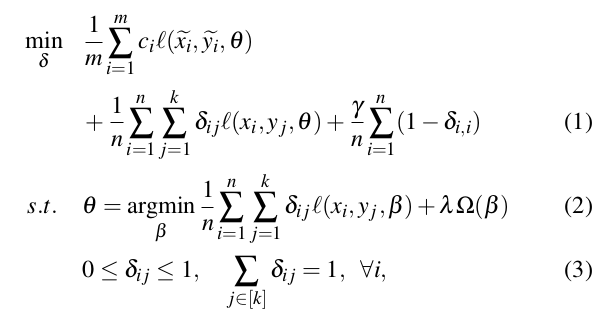 min_δ 1/m ∑_{i=1}^{m} c_i ℓ(x̃_i, ỹ_i, θ)
+ 1/n ∑_{i=1}^{n} ∑_{j=1}^{k} δ_{ij} ℓ(x_i, y_j, θ) + γ/n ∑_{i=1}^{n} (1 − δ_{i,i}) (1)
s.t. θ = argmin_β 1/n ∑_{i=1}^{n} ∑_{j=1}^{k} δ_{ij} ℓ(x_i, y_j, β) + λ Ω(β) (2)
0 ≤ δ_{ij} ≤ 1, ∑_{j∈[k]} δ_{ij} = 1, ∀i, (3)